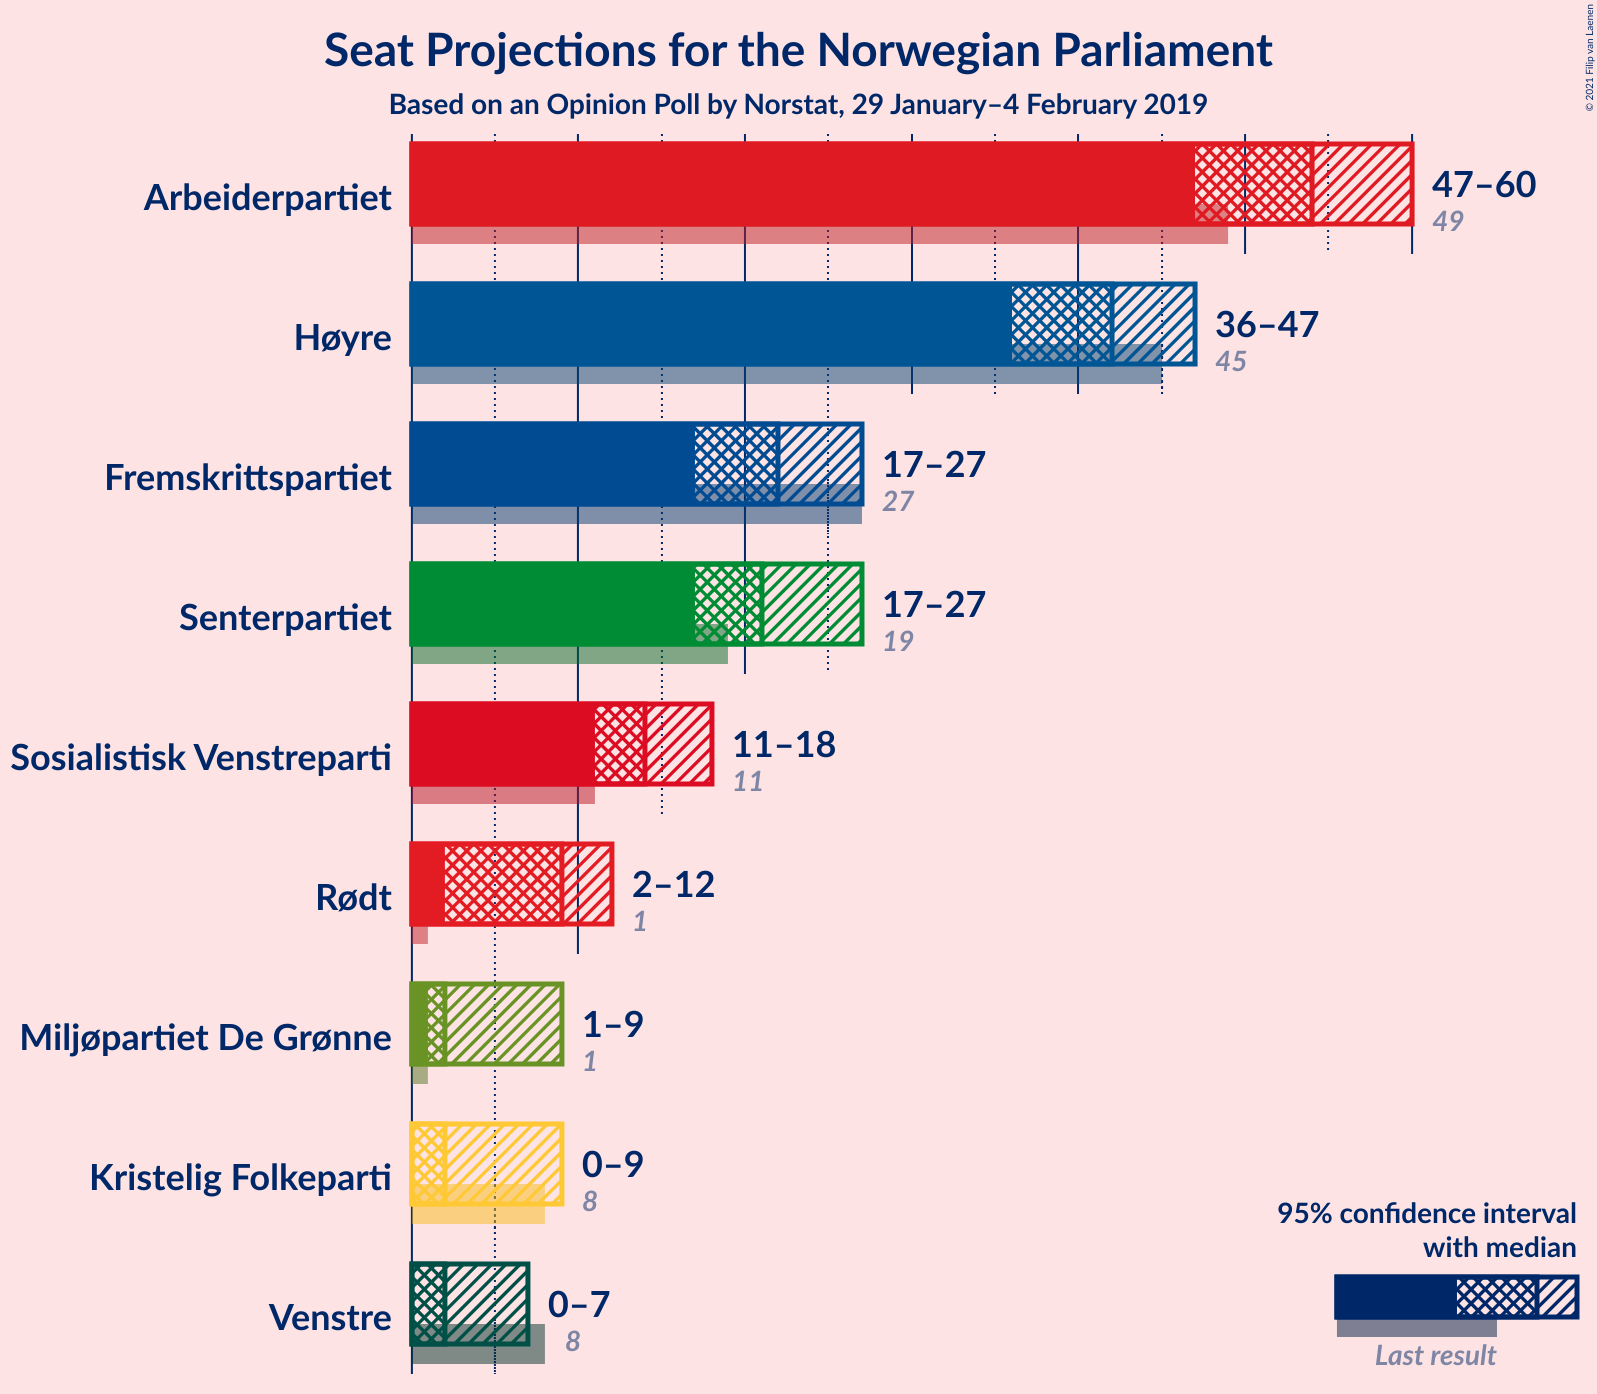 Seat Projections for the Norwegian Parliament
Based on an Opinion Poll by Norstat, 29 January–4 February 2019
© 2021 Filip van Laenen
Arbeiderpartiet
47–60
49
Høyre
36–47
45
Fremskrittspartiet
17–27
27
Senterpartiet
17–27
19
Sosialistisk Venstreparti
11–18
11
Rødt
2–12
1
Miljøpartiet De Grønne
1–9
1
Kristelig Folkeparti
0–9
8
Venstre
0–7
8
95% confidence interval
with median
Last result